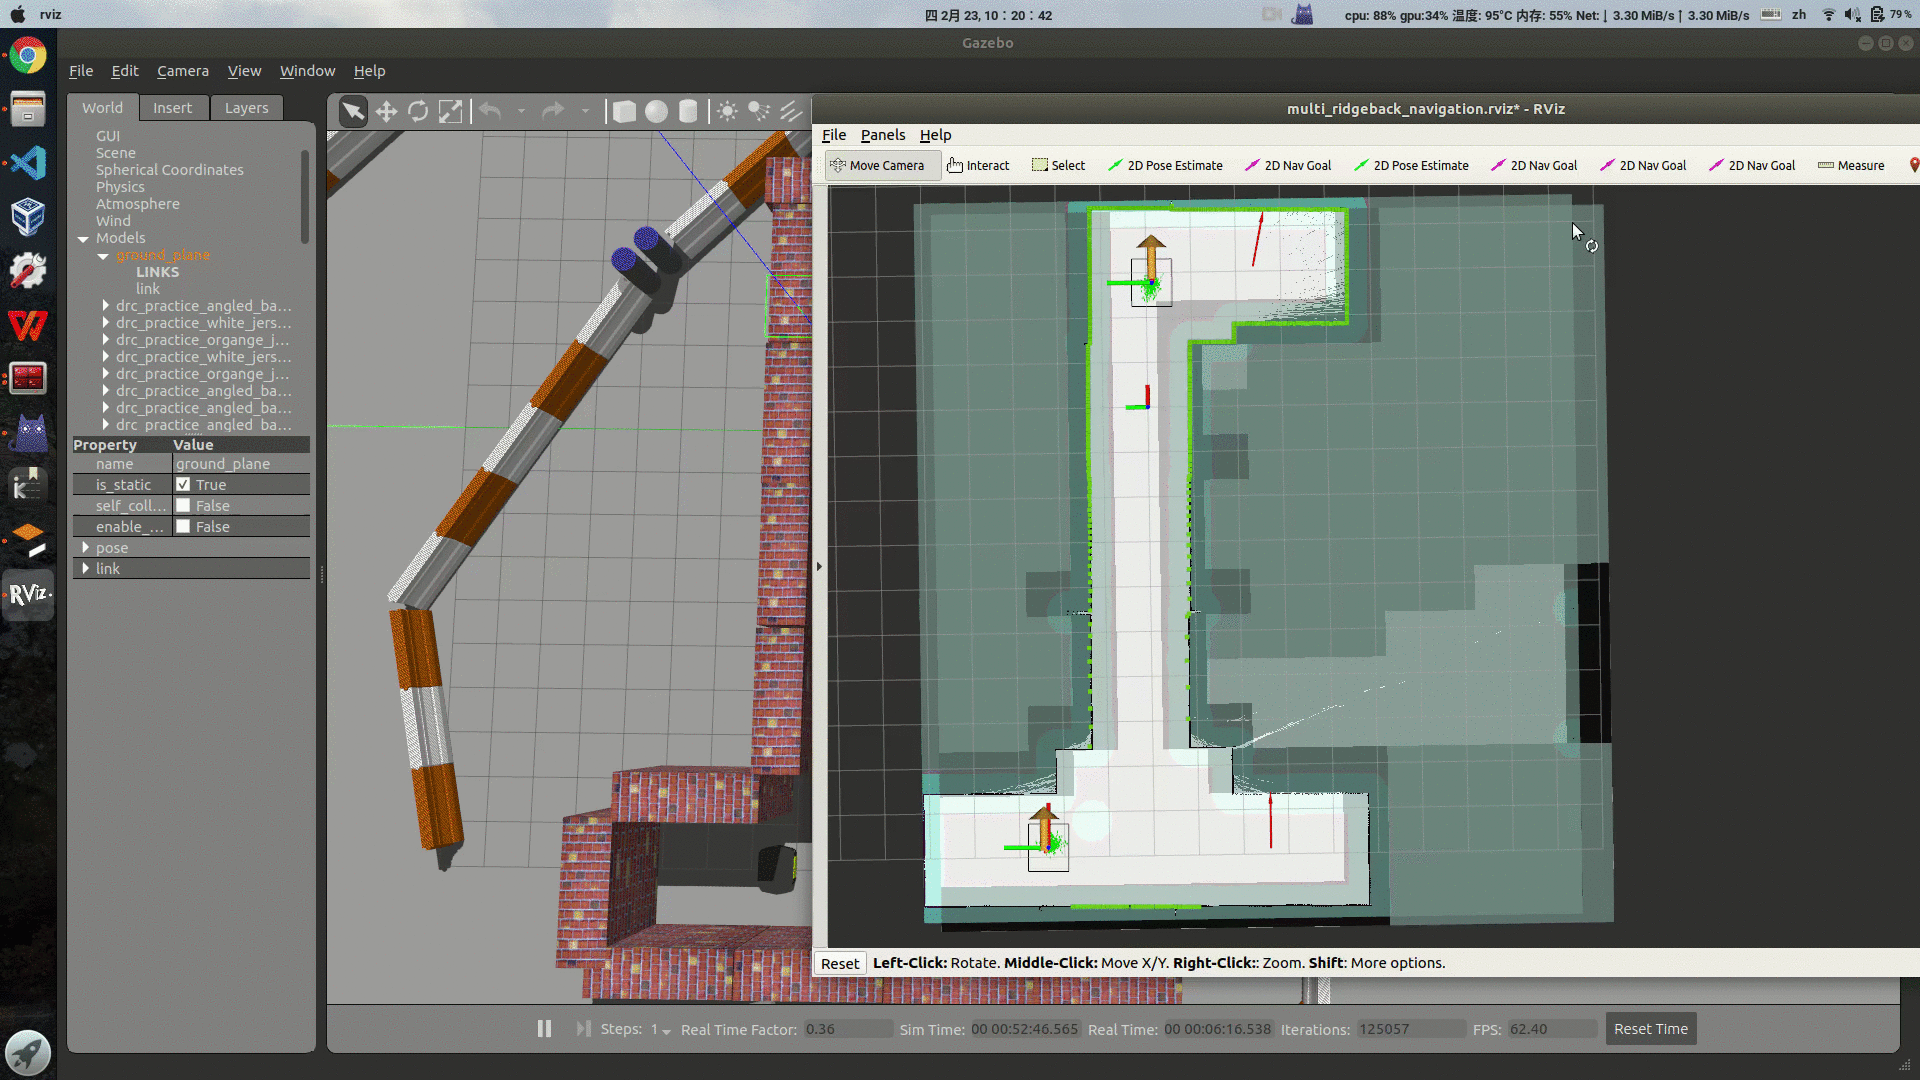 rviz
四 2月 23, 10：20：42
cpu: 88% gpu:34% 温度: 95°C 内存: 55% Net:↓ 3.30 MiB/s↑ 3.30 MiB/s
zh
79%
Gazebo
File Edit Camera View Window Help
World Insert Layers
GUI
Scene
Spherical Coordinates
Physics
Atmosphere
Wind
Models
ground_plane
LINKS
link
drc_practice_angled_ba...
drc_practice_white_jers...
drc_practice_organge_j...
drc_practice_white_jers...
drc_practice_organge_j...
drc_practice_angled_ba...
drc_practice_angled_ba...
drc_practice_angled_ba...
Property Value
name ground_plane
is_static True
self_coll... False
enable_... False
pose
link
RViz
multi_ridgeback_navigation.rviz* - RViz
File Panels Help
Move Camera Interact Select 2D Pose Estimate 2D Nav Goal 2D Pose Estimate 2D Nav Goal 2D Nav Goal 2D Nav Goal Measure
Reset Left-Click: Rotate. Middle-Click: Move X/Y. Right-Click:: Zoom. Shift: More options.
Steps: 1 Real Time Factor: 0.36 Sim Time: 00 00:52:46.565 Real Time: 00 00:06:16.538 Iterations: 125057 FPS: 62.40 Reset Time